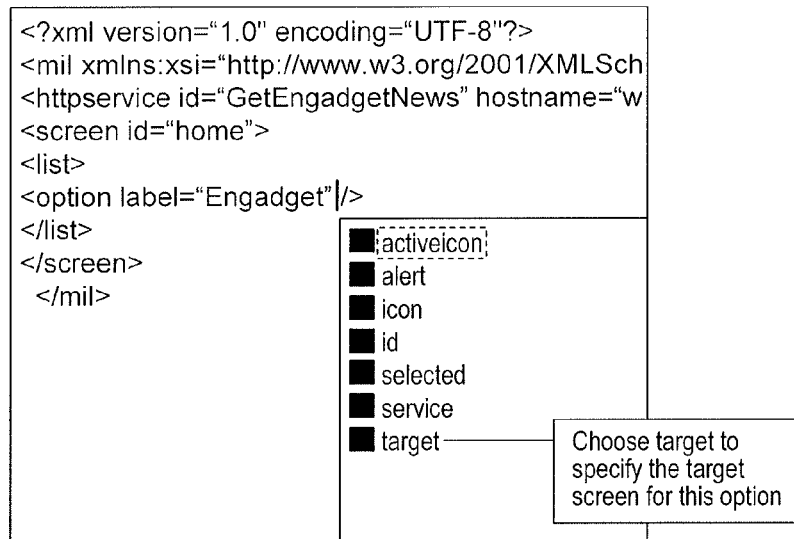 <?xml version=“1.0" encoding=“UTF-8"?>
<mil xmlns:xsi=“http://www.w3.org/2001/XMLSch
<httpservice id=“GetEngadgetNews” hostname=“w
<screen id=“home”>
<list>
<option label=“Engadget”|/>
</list>
</screen>
</mil>
activeicon
alert
icon
id
selected
service
target
Choose target to
specify the target
screen for this option